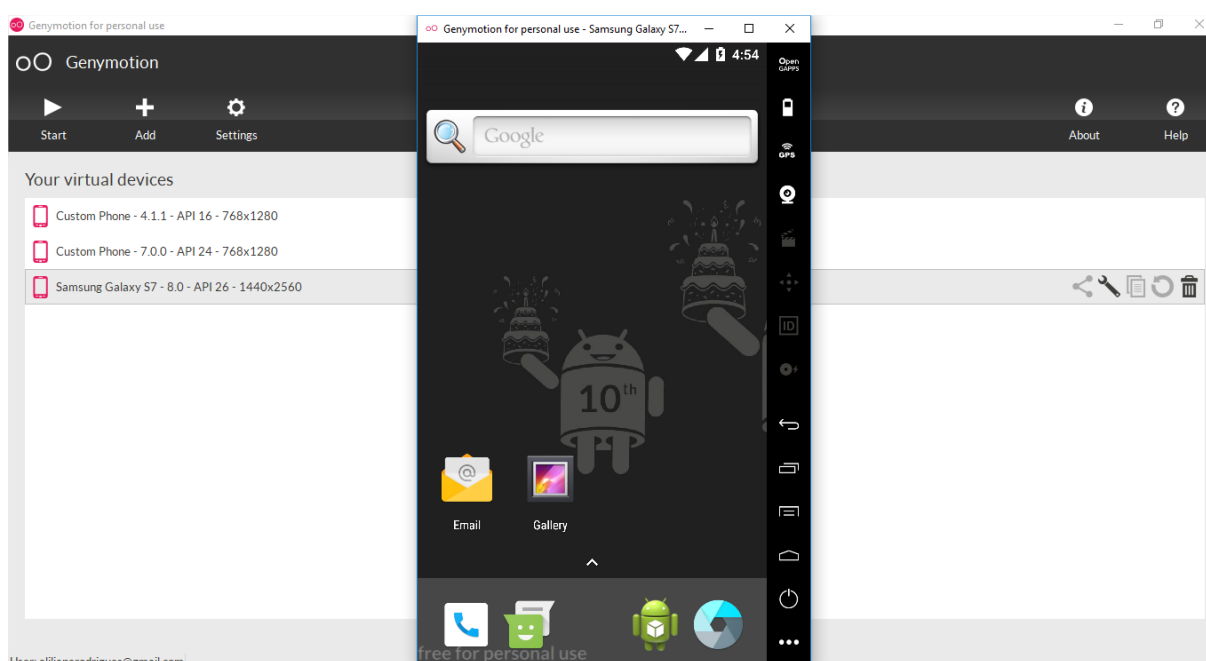 Genymotion for personal use
Genymotion for personal use - Samsung Galaxy S7...
Genymotion
4:54
Open
GAPPS
Start
Add
Settings
About
Help
Google
GPS
Your virtual devices
Custom Phone - 4.1.1 - API 16 - 768x1280
Custom Phone - 7.0.0 - API 24 - 768x1280
Samsung Galaxy S7 - 8.0 - API 26 - 1440x2560
ID
10th
Email
Gallery
free for personal use